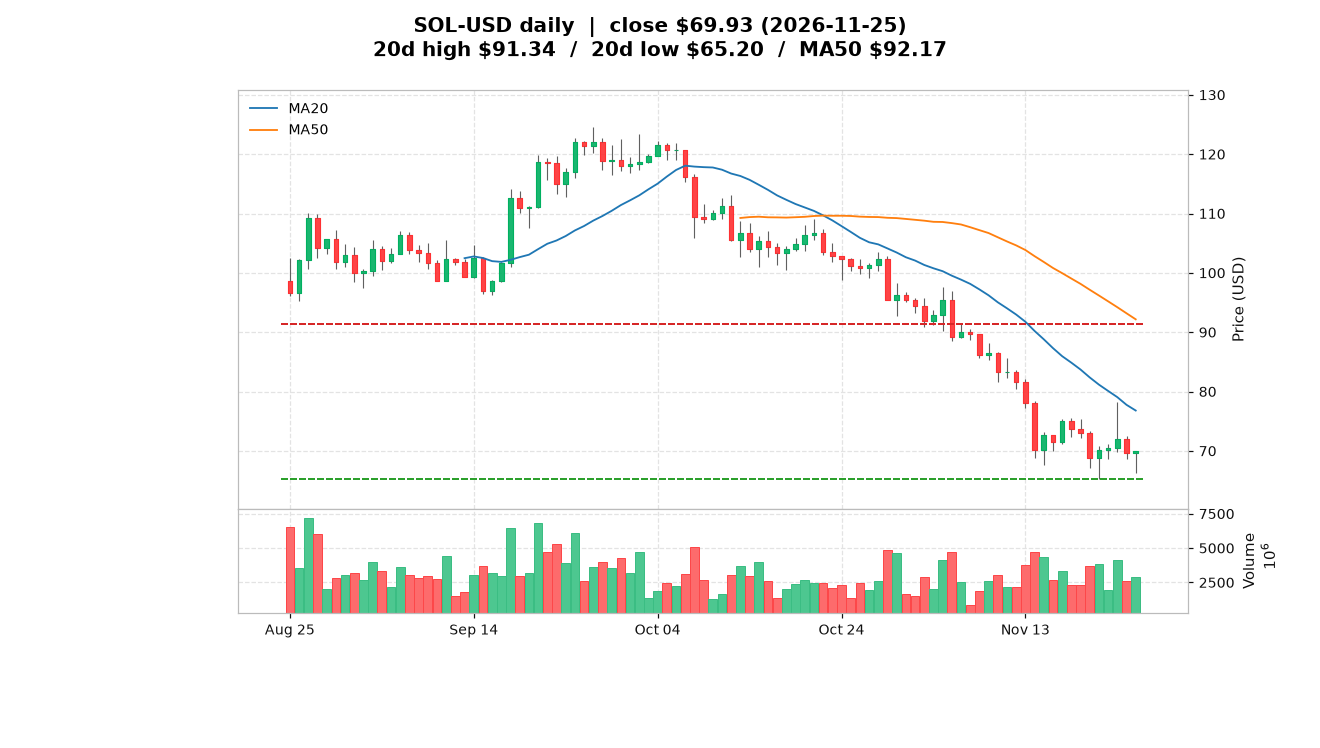 SOL-USD daily | close $69.93 (2026-11-25)
20d high $91.34 / 20d low $65.20 / MA50 $92.17
MA20
MA50
130
120
110
100
90
80
70
Price (USD)
7500
5000
2500
Volume
10^6
Aug 25
Sep 14
Oct 04
Oct 24
Nov 13